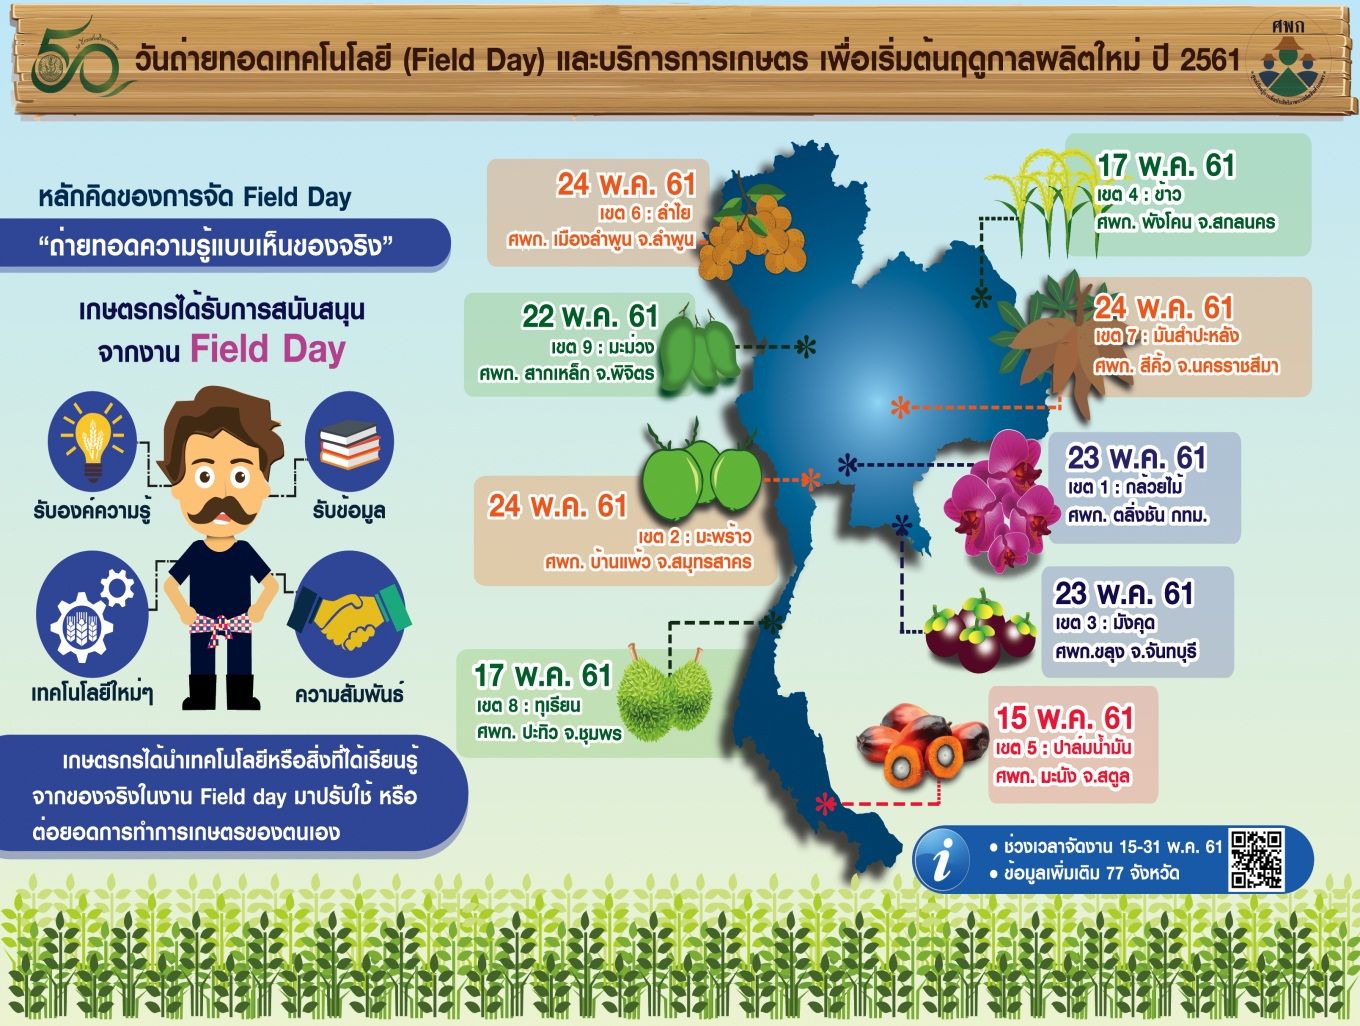 50
วันถ่ายทอดเทคโนโลยี (Field Day) และบริการการเกษตร เพื่อเริ่มต้นฤดูกาลผลิตใหม่ ปี 2561
ศพก
หลักคิดของการจัด Field Day
“ถ่ายทอดความรู้แบบเห็นของจริง”
เกษตรกรได้รับการสนับสนุน
จากงาน Field Day
รับองค์ความรู้
รับข้อมูล
เทคโนโลยีใหม่ๆ
ความสัมพันธ์
เกษตรกรได้นำเทคโนโลยีหรือสิ่งที่ได้เรียนรู้
จากของจริงในงาน Field day มาปรับใช้ หรือ
ต่อยอดการทำการเกษตรของตนเอง
24 พ.ค. 61
เขต 6 : ลำไย
ศพก. เมืองลำพูน จ.ลำพูน
22 พ.ค. 61
เขต 9 : มะม่วง
ศพก. สากเหล็ก จ.พิจิตร
24 พ.ค. 61
เขต 2 : มะพร้าว
ศพก. บ้านแพ้ว จ.สมุทรสาคร
17 พ.ค. 61
เขต 8 : ทุเรียน
ศพก. ปะทิว จ.ชุมพร
17 พ.ค. 61
เขต 4 : ข้าว
ศพก. พังโคน จ.สกลนคร
24 พ.ค. 61
เขต 7 : มันสำปะหลัง
ศพก. สีคิ้ว จ.นครราชสีมา
23 พ.ค. 61
เขต 1 : กล้วยไม้
ศพก. ตลิ่งชัน กทม.
23 พ.ค. 61
เขต 3 : มังคุด
ศพก.ขลุง จ.จันทบุรี
15 พ.ค. 61
เขต 5 : ปาล์มน้ำมัน
ศพก. มะนัง จ.สตูล
i
• ช่วงเวลาจัดงาน 15-31 พ.ค. 61
• ข้อมูลเพิ่มเติม 77 จังหวัด